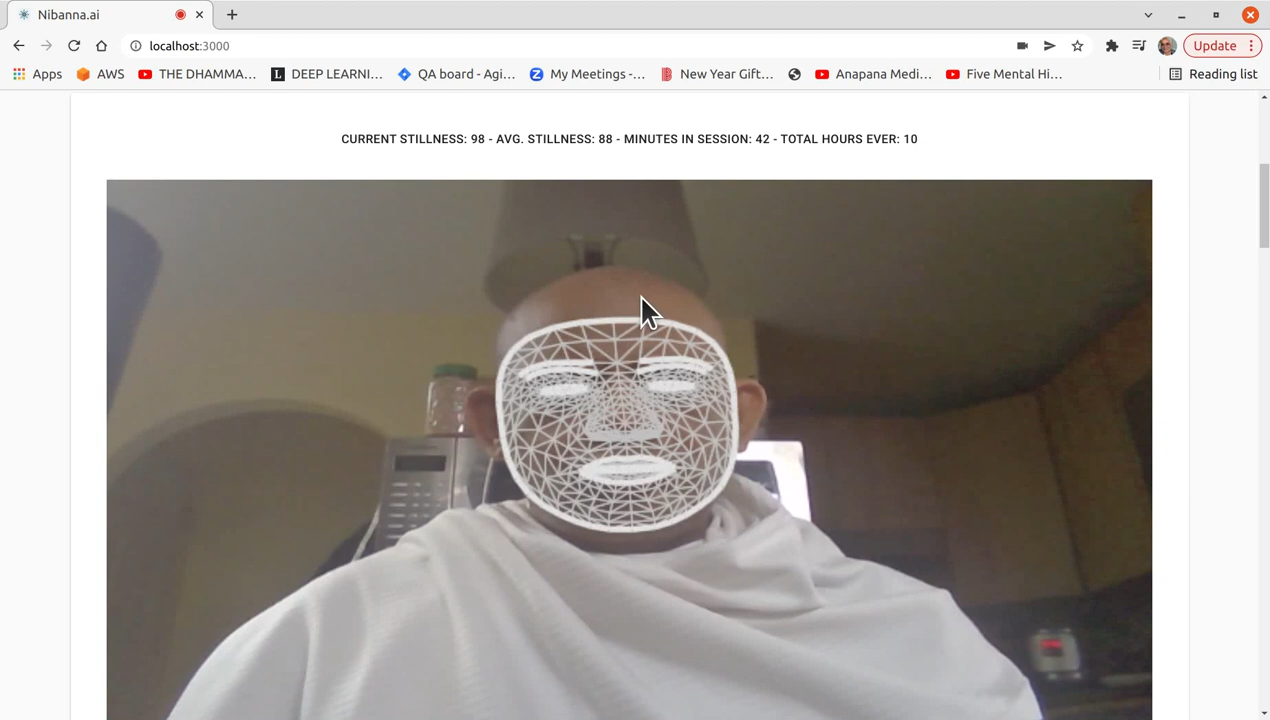 Nibanna.ai
localhost:3000
Update
Apps AWS THE DHAMMA... DEEP LEARNI... QA board - Agi... My Meetings -... New Year Gift... Anapana Medi... Five Mental Hi... Reading list
CURRENT STILLNESS: 98 - AVG. STILLNESS: 88 - MINUTES IN SESSION: 42 - TOTAL HOURS EVER: 10